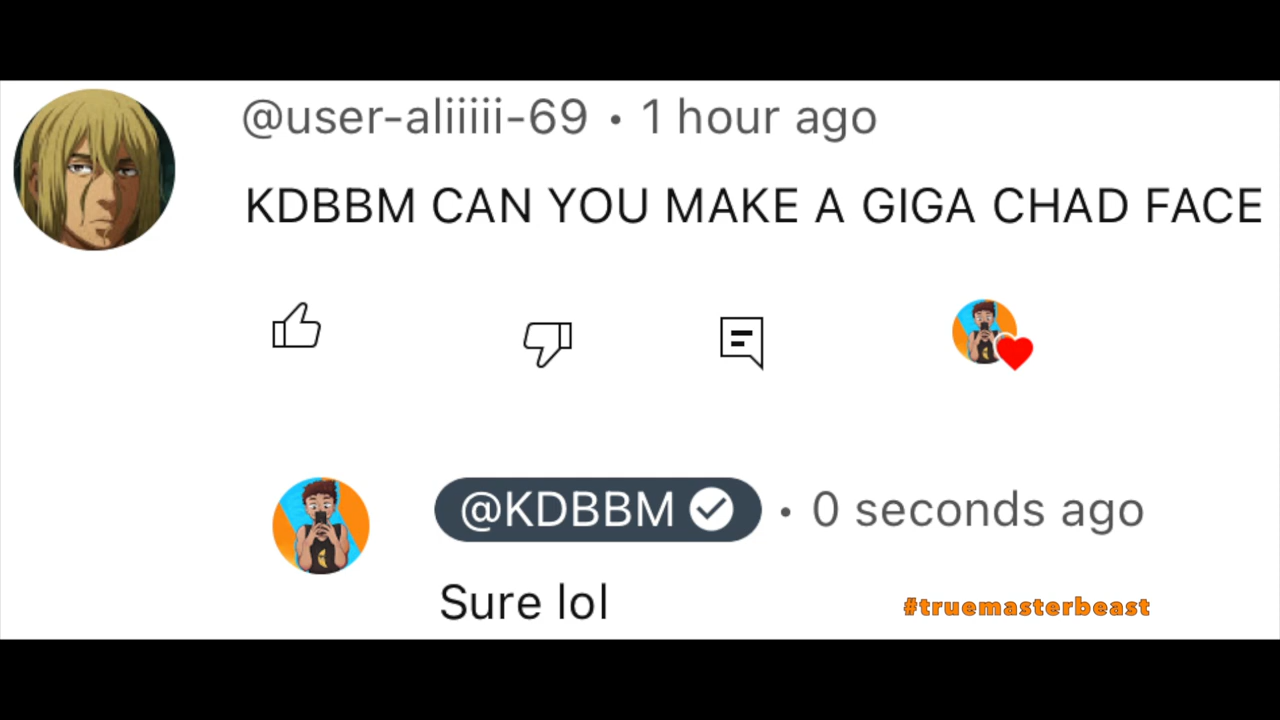 @user-aliiiii-69 • 1 hour ago
KDBBM CAN YOU MAKE A GIGA CHAD FACE
@KDBBM • 0 seconds ago
Sure lol
#truemasterbeast